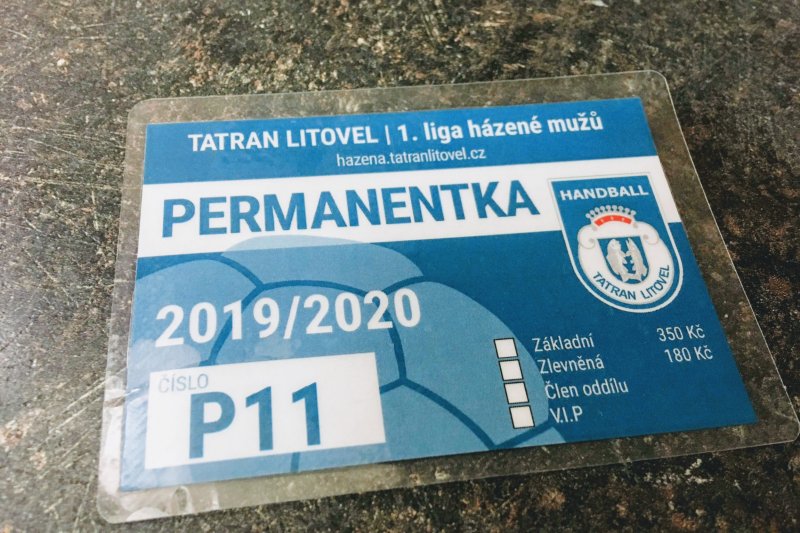 TATRAN LITOVEL | 1. liga házené mužů
hazena.tatranlitovel.cz
PERMANENTKA
HANDBALL
TATRAN LITOVEL
2019/2020
ČÍSLO
P11
Základní 350 Kč
Zlevněná 180 Kč
Člen oddílu
V.I.P